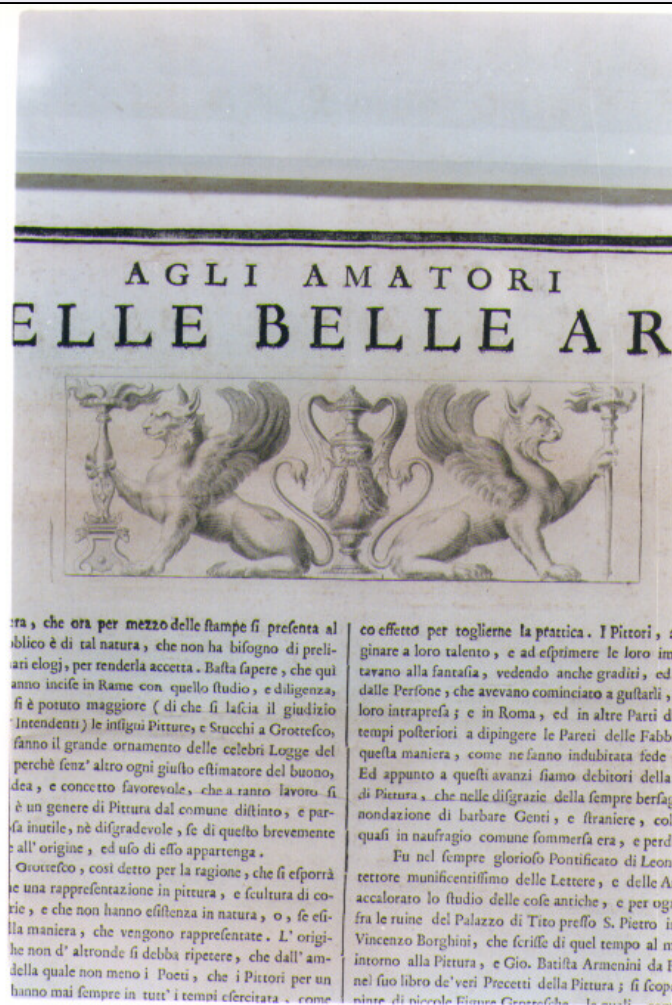 AGLI AMATORI
ELLE BELLE AR
ra, che ora per mezzo delle ſtampe ſi preſenta al
blico è di tal natura, che non ha biſogno di preli-
ati elogj, per renderla accetta. Baſta ſapere, che quì
anno inciſe in Rame con quello ſtudio, e diligenza,
ſi è potuto maggiore ( di che ſi laſcia il giudizio
Intendenti ) le inſigni Pitture, e Stucchi a Grotteſco,
fanno il grande ornamento delle celebri Logge del
perchè ſenz' altro ogni giuſto eſtimatore del buono,
dea, e concetto favorevole, che a tanto lavoro ſi
è un genere di Pittura dal comune diſtinto, e par-
ſa inutile, nè diſgradevole, ſe di queſto brevemente
all' origine, ed uſo di eſſo appartenga.
Grotteſco, così detto per la ragione, che ſi eſporrà
e una rappreſentazione in pittura, e ſcultura di co-
rie, e che non hanno eſiſtenza in natura, o, ſe eſi-
lla maniera, che vengono rappreſentate. L' origi-
he non d' altronde ſi debba ripetere, che dall' am-
della quale non meno i Poeti, che i Pittori per un
hanno mai ſempre in tutt' i tempi eſercitata, come
co effetto per toglierne la prattica. I Pittori,
ginare a loro talento, e ad eſprimere le loro im
tavano alla fantaſia, vedendo anche graditi, ed
dalle Perſone, che avevano cominciato a guſtarli,
loro intrapreſa; e in Roma, ed in altre Parti d
tempi poſteriori a dipingere le Pareti delle Fabb
queſta maniera, come ne fanno indubitata fede
Ed appunto a queſti avanzi ſiamo debitori della
di Pittura, che nelle diſgrazie della ſempre berſag
nondazione di barbare Genti, e ſtraniere, col
quaſi in naufragio comune ſommerſa era, e perd
Fu nel ſempre glorioſo Pontificato di Leon
tettore munificentiſſimo delle Lettere, e delle A
accalorato lo ſtudio delle coſe antiche, e per og
fra le ruine del Palazzo di Tito preſſo S. Pietro i
Vincenzo Borghini, che ſcriſſe di quel tempo al m
intorno alla Pittura, e Gio. Batiſta Armenini da F
nel ſuo libro de' veri Precetti della Pittura; ſi ſcop
pinte di piccole Figure Groteſche